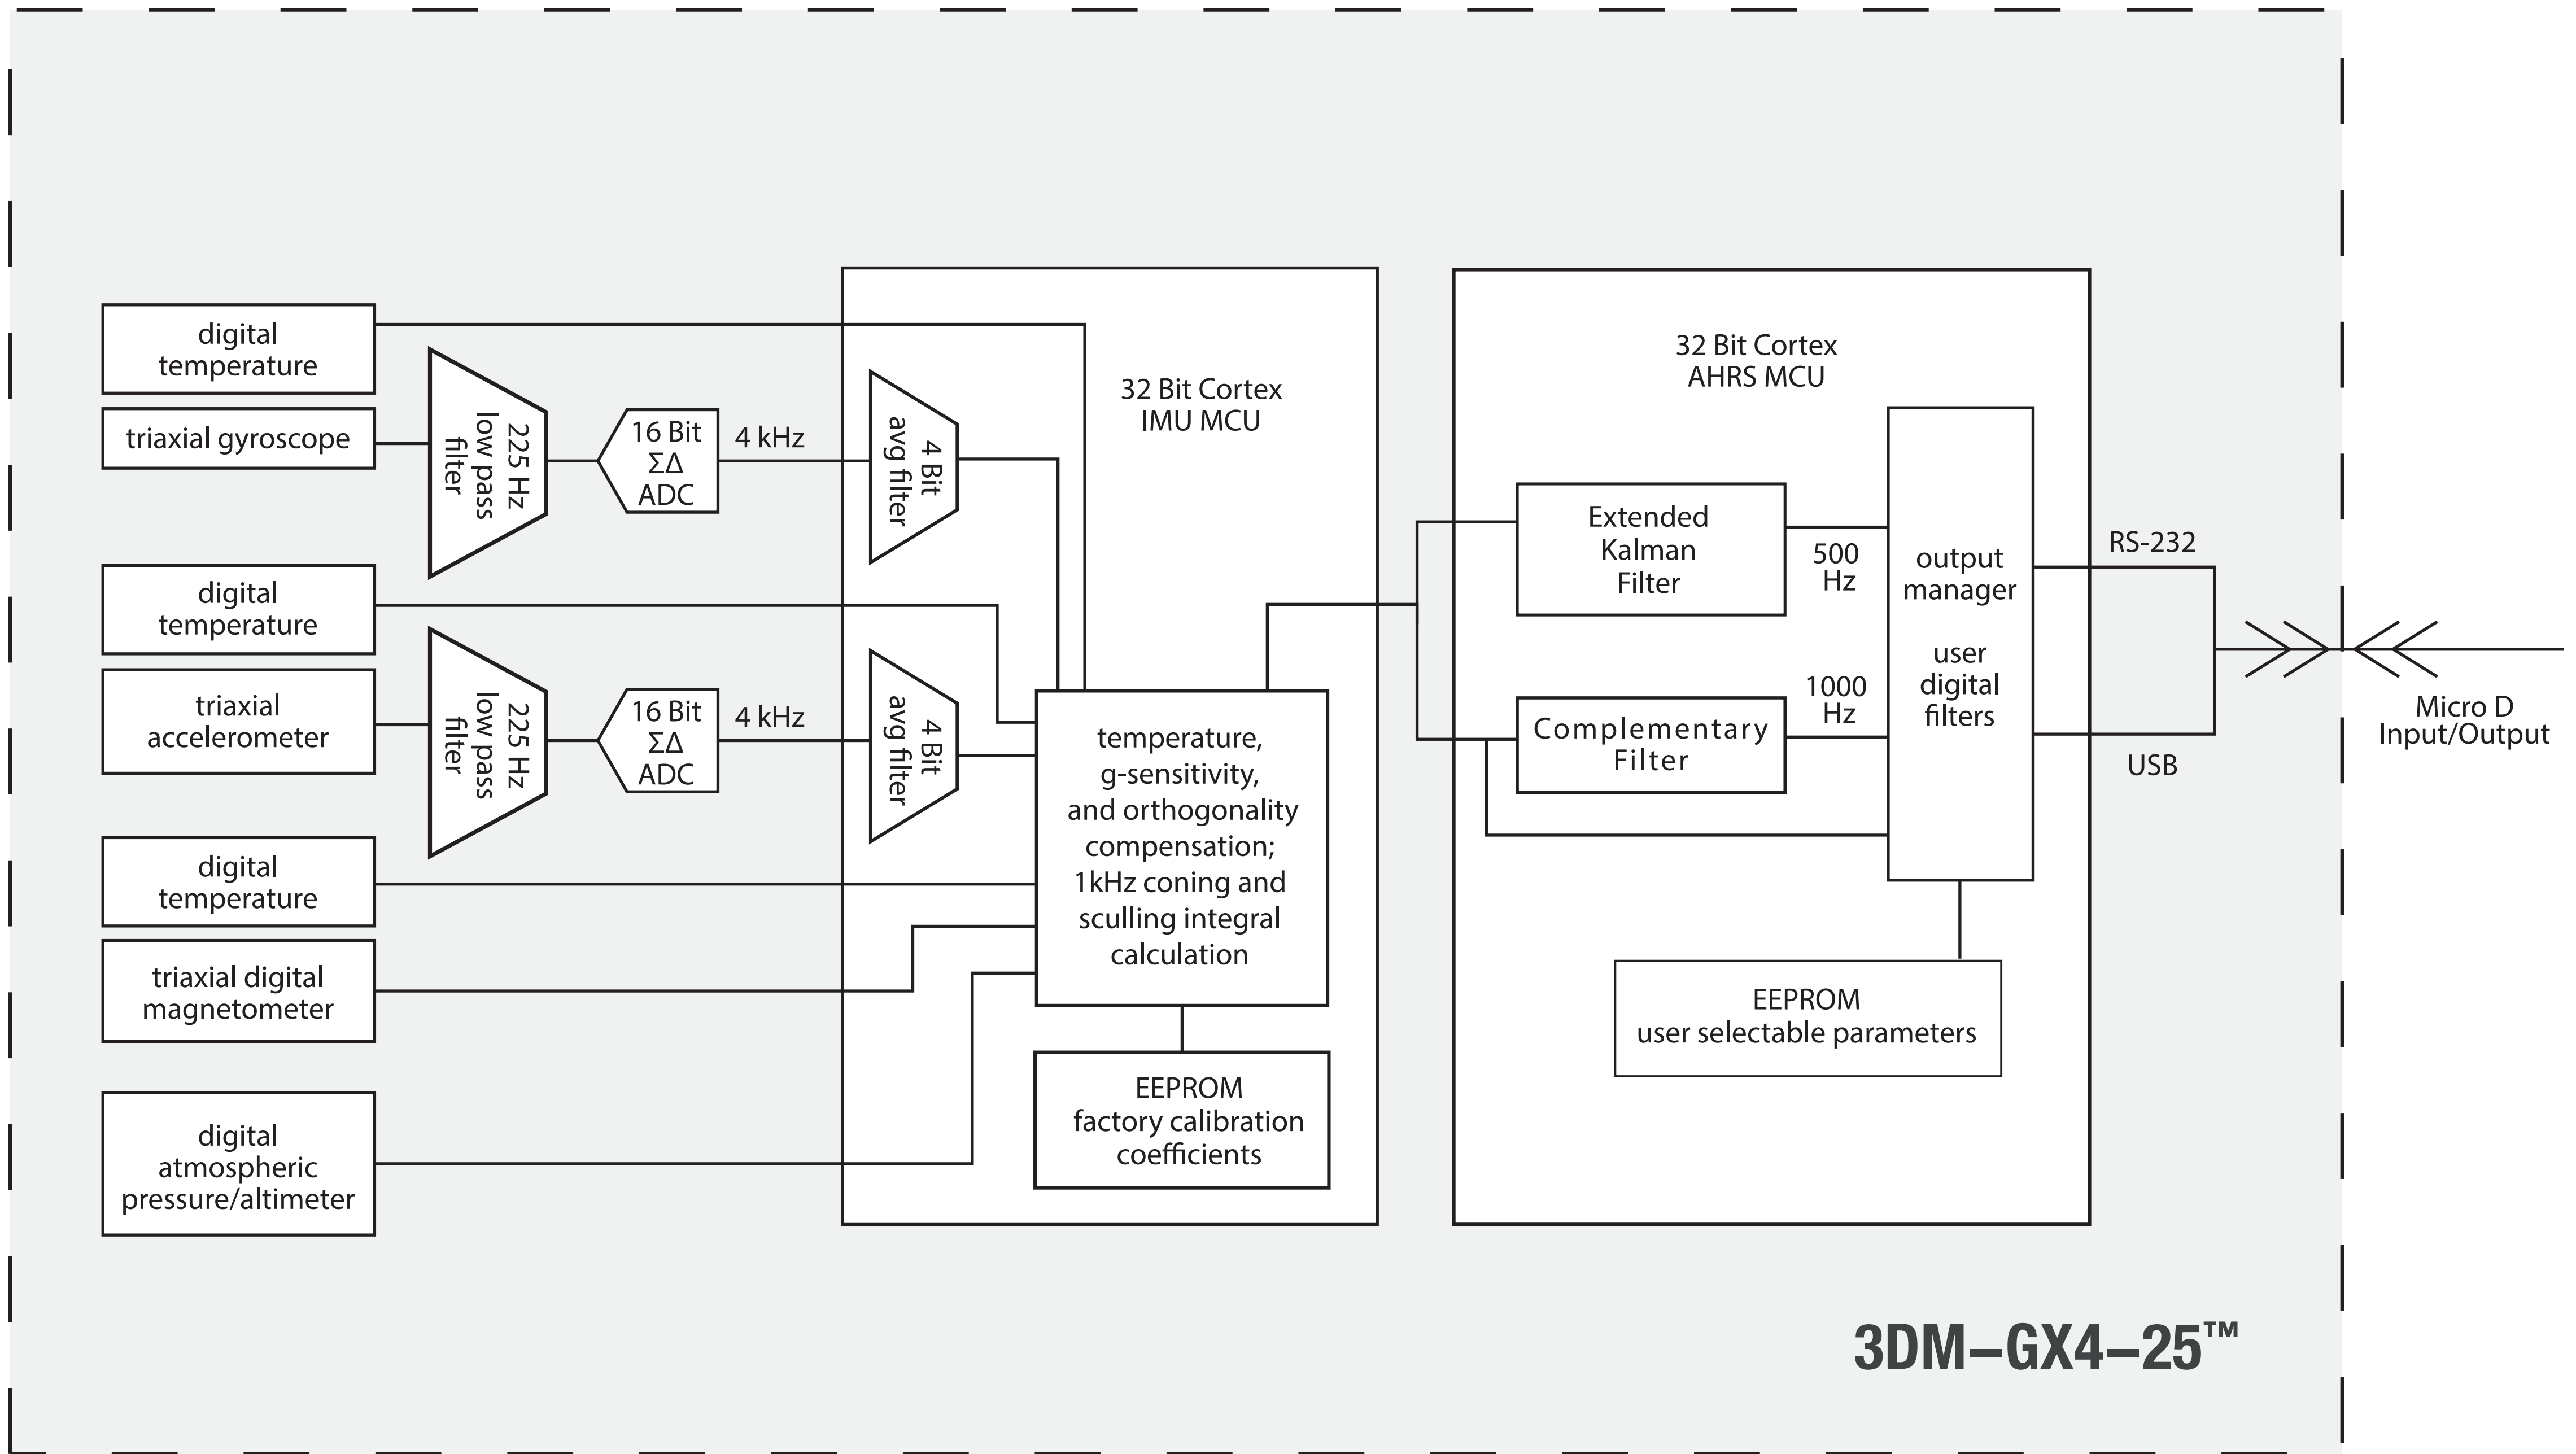 digital
temperature
triaxial gyroscope
225 Hz
low pass
filter
16 Bit
ΣΔ
ADC
4 kHz
4 Bit
avg filter
32 Bit Cortex
IMU MCU
digital
temperature
triaxial
accelerometer
225 Hz
low pass
filter
16 Bit
ΣΔ
ADC
4 kHz
4 Bit
avg filter
digital
temperature
triaxial digital
magnetometer
digital
atmospheric
pressure/altimeter
temperature,
g-sensitivity,
and orthogonality
compensation;
1kHz coning and
sculling integral
calculation
EEPROM
factory calibration
coefficients
32 Bit Cortex
AHRS MCU
Extended
Kalman
Filter
500
Hz
Complementary
Filter
1000
Hz
output
manager
user
digital
filters
EEPROM
user selectable parameters
RS-232
USB
Micro D
Input/Output
3DM–GX4–25™